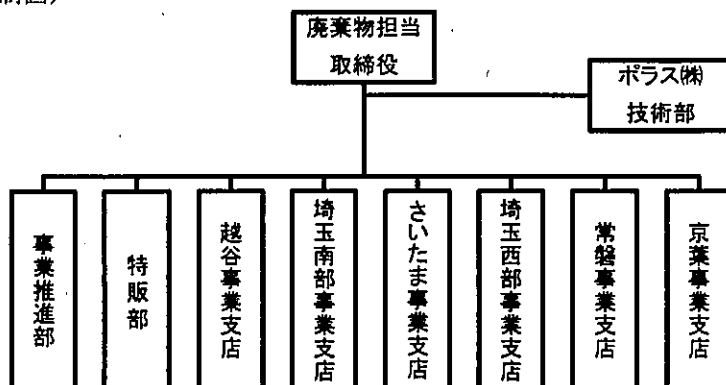 制図)
廃棄物担当
取締役
ポラス㈱
技術部
事業推進部
特販部
越谷事業支店
埼玉南部事業支店
さいたま事業支店
埼玉西部事業支店
常磐事業支店
京葉事業支店